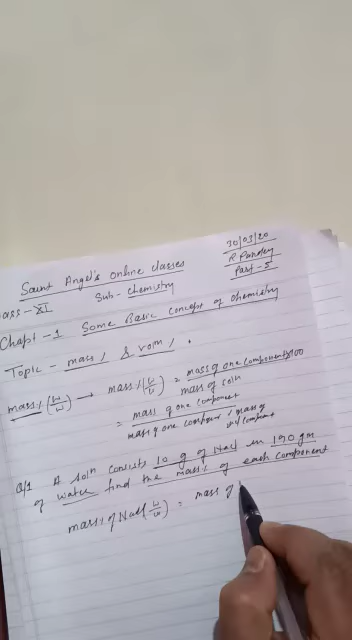 30/03/20
R Pandey
Part-5
Saint Angel's online classes
ass - XI Sub- Chemistry
Chapt -1 Some Basic concept of chemistry
Topic - mass% & vom%.
mass% (w/w) → mass% (w/w) = mass of one component×100
mass of soln
= mass of one component
mass of one component + mass of component
Q/1 A soln consists 10 g of NaCl in 190 gm
of water find the mass% of each component
mass% of NaCl (w/w) = mass of